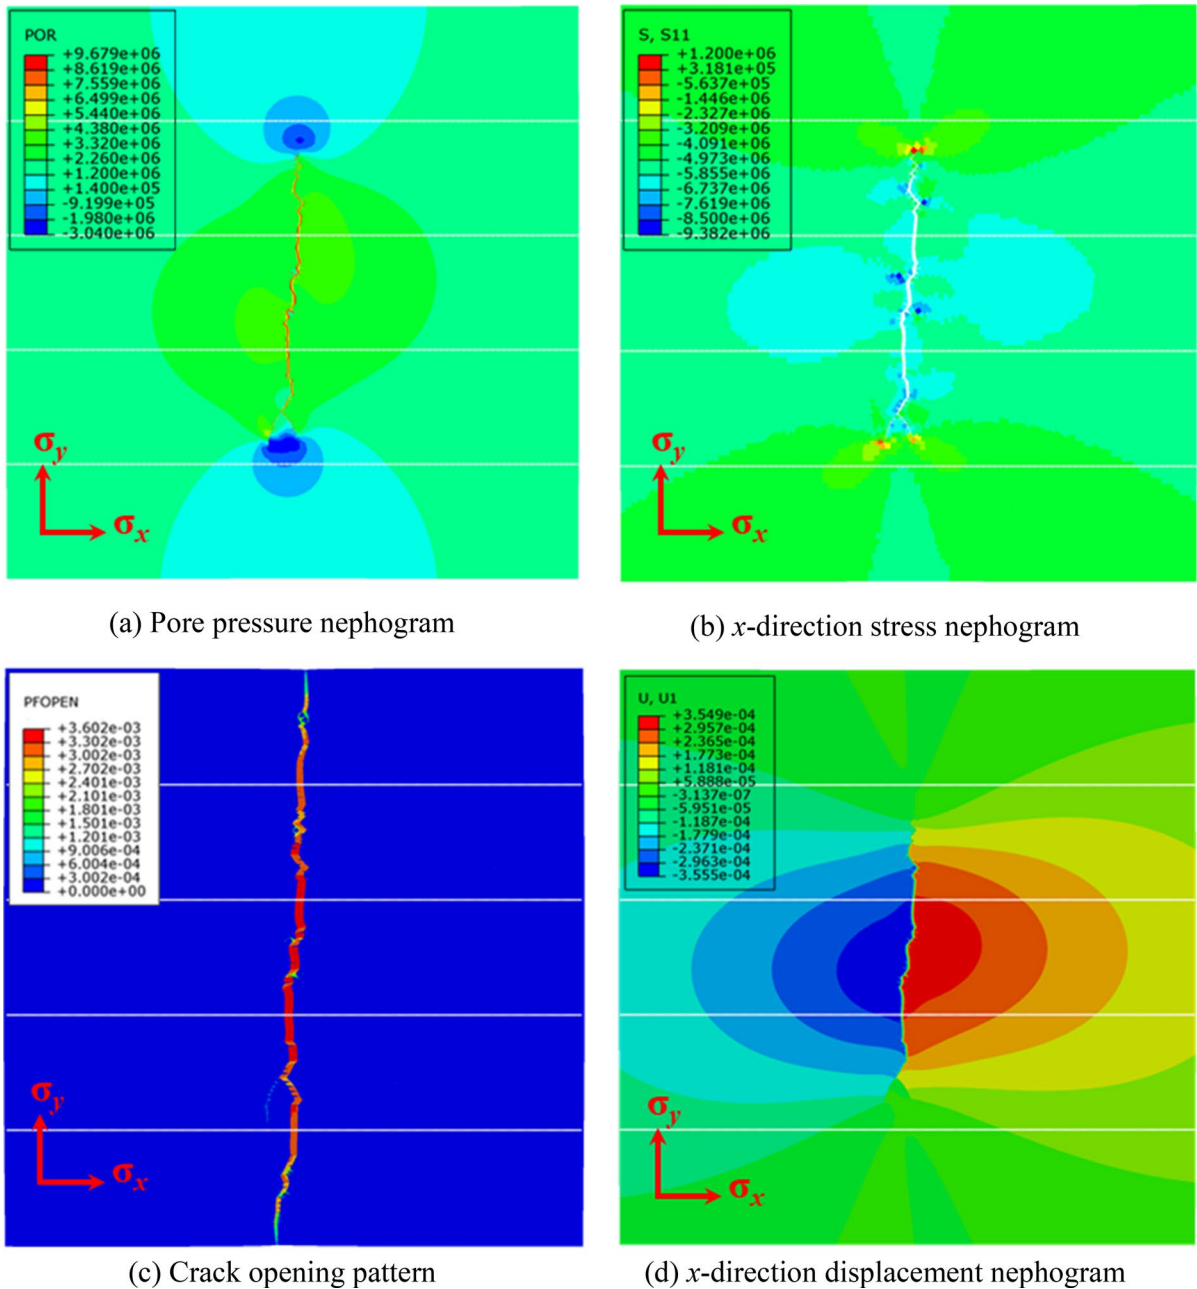 POR
+9.679e+06
+8.619e+06
+7.559e+06
+6.499e+06
+5.440e+06
+4.380e+06
+3.320e+06
+2.260e+06
+1.200e+06
+1.400e+05
-9.199e+05
-1.980e+06
-3.040e+06
σy
σx
(a) Pore pressure nephogram
S, S11
+1.200e+06
+3.181e+05
-5.637e+05
-1.446e+06
-2.327e+06
-3.209e+06
-4.091e+06
-4.973e+06
-5.855e+06
-6.737e+06
-7.619e+06
-8.500e+06
-9.382e+06
σy
σx
(b) x-direction stress nephogram
PFOPEN
+3.602e-03
+3.302e-03
+3.002e-03
+2.702e-03
+2.401e-03
+2.101e-03
+1.801e-03
+1.501e-03
+1.201e-03
+9.006e-04
+6.004e-04
+3.002e-04
+0.000e+00
σy
σx
(c) Crack opening pattern
U, U1
+3.549e-04
+2.957e-04
+2.365e-04
+1.773e-04
+1.181e-04
+5.888e-05
-3.137e-07
-5.951e-05
-1.187e-04
-1.779e-04
-2.371e-04
-2.963e-04
-3.555e-04
σy
σx
(d) x-direction displacement nephogram